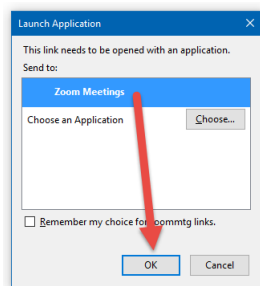 Launch Application
This link needs to be opened with an application.
Send to:
Zoom Meetings
Choose an Application
Choose...
Remember my choice for zoommtg links.
OK
Cancel